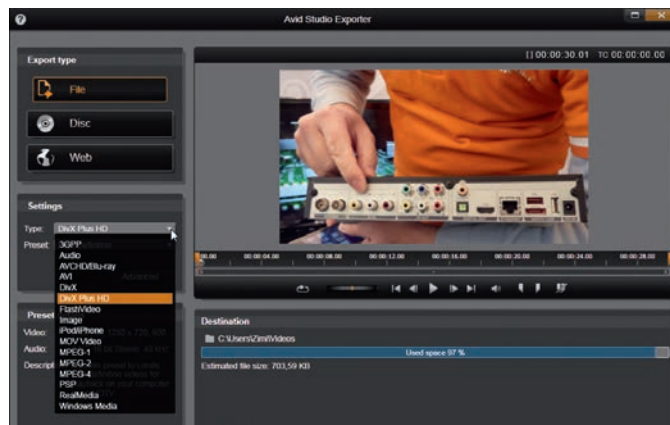 Avid Studio Exporter
Export type
File
Disc
Web
[] 00:00:30.01 TO 00:00:00.00
Settings
Type: DivX Plus HD
Preset
3GPP
Audio
AVCHD/Blu-ray
AVI
DivX
DivX Plus HD
FlashVideo
Image
iPod/iPhone
MOV Video
MPEG-1
MPEG-2
MPEG-4
PSP
RealMedia
Windows Media
Advanced
00:00:04.00 00:00:08.00 00:00:12.00 00:00:16.00 00:00:20.00 00:00:24.00 00:00:28.00
Preset
Video:
Audio:
Descript
Destination
C:\Users\Zimi\Videos
Used space 97 %
Estimated file size: 703,59 KB